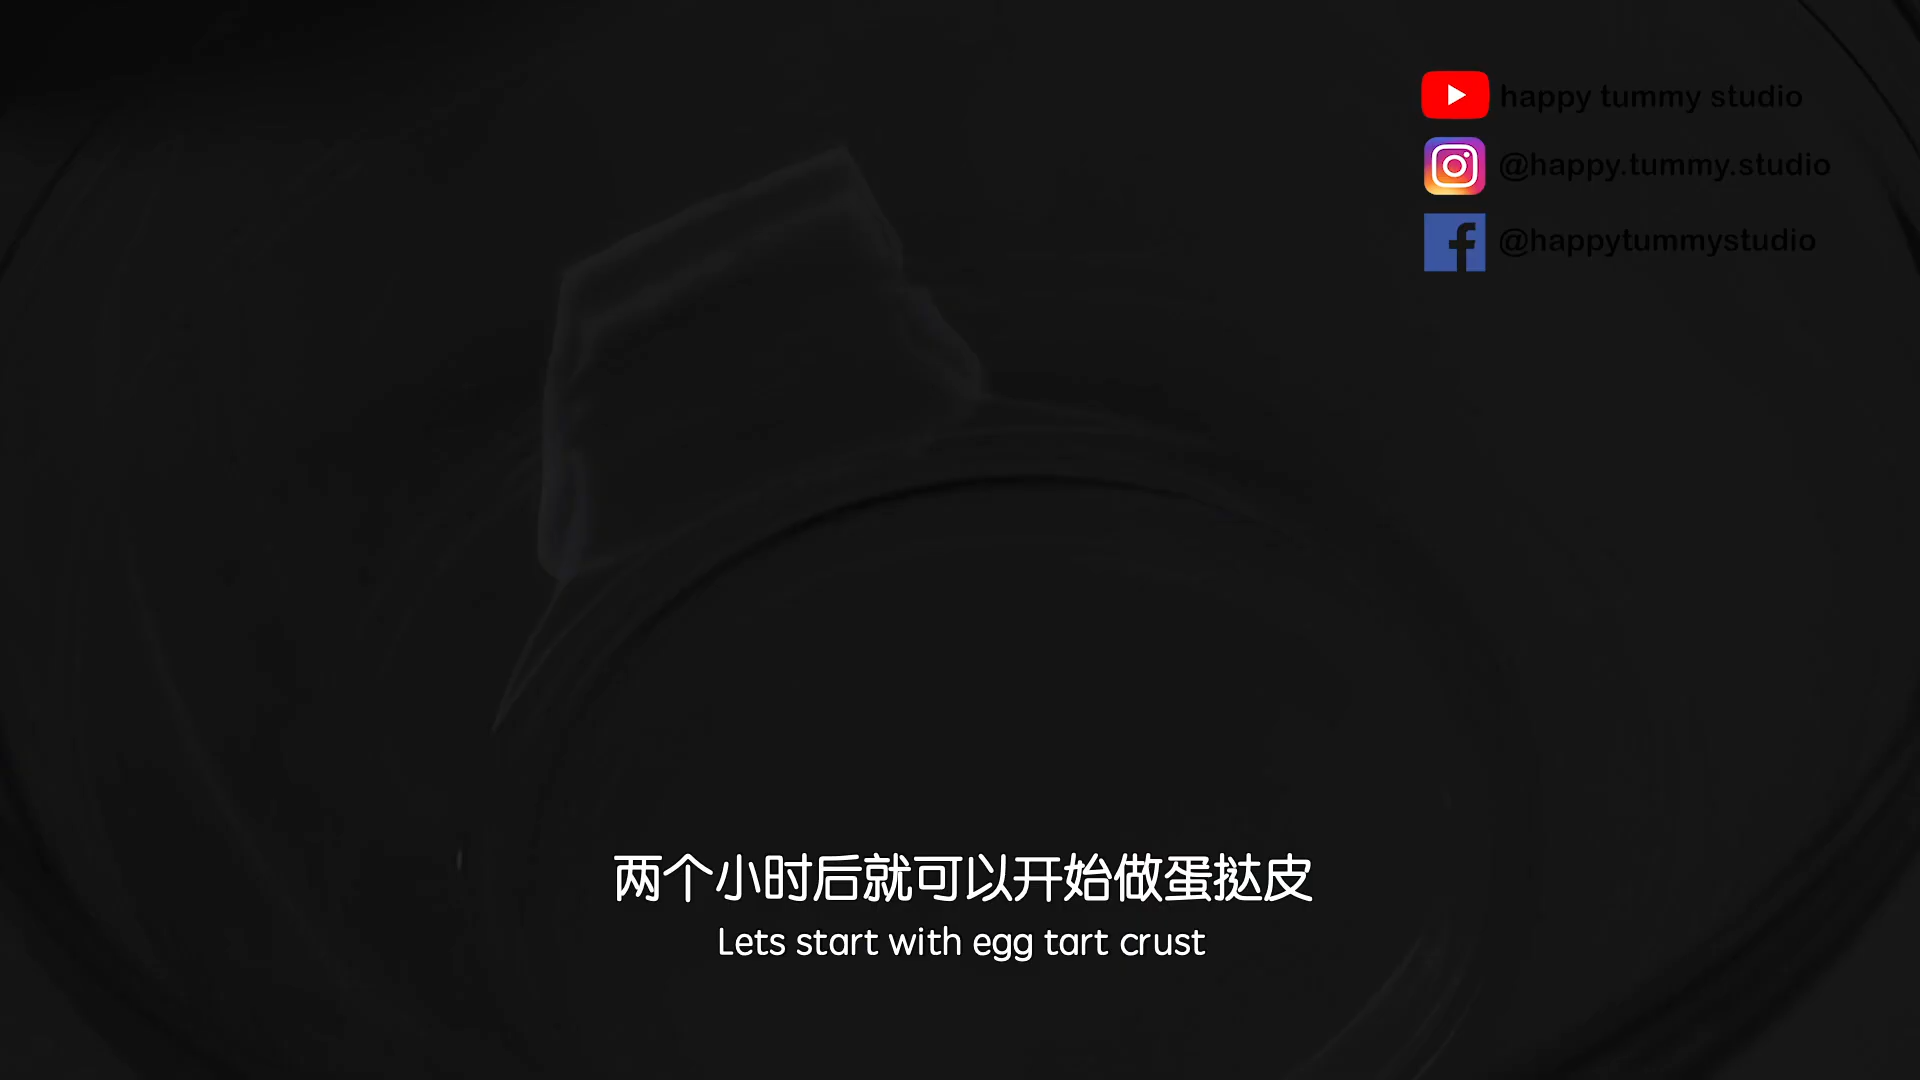 happy tummy studio
@happy.tummy.studio
@happytummystudio
两个小时后就可以开始做蛋挞皮
Lets start with egg tart crust